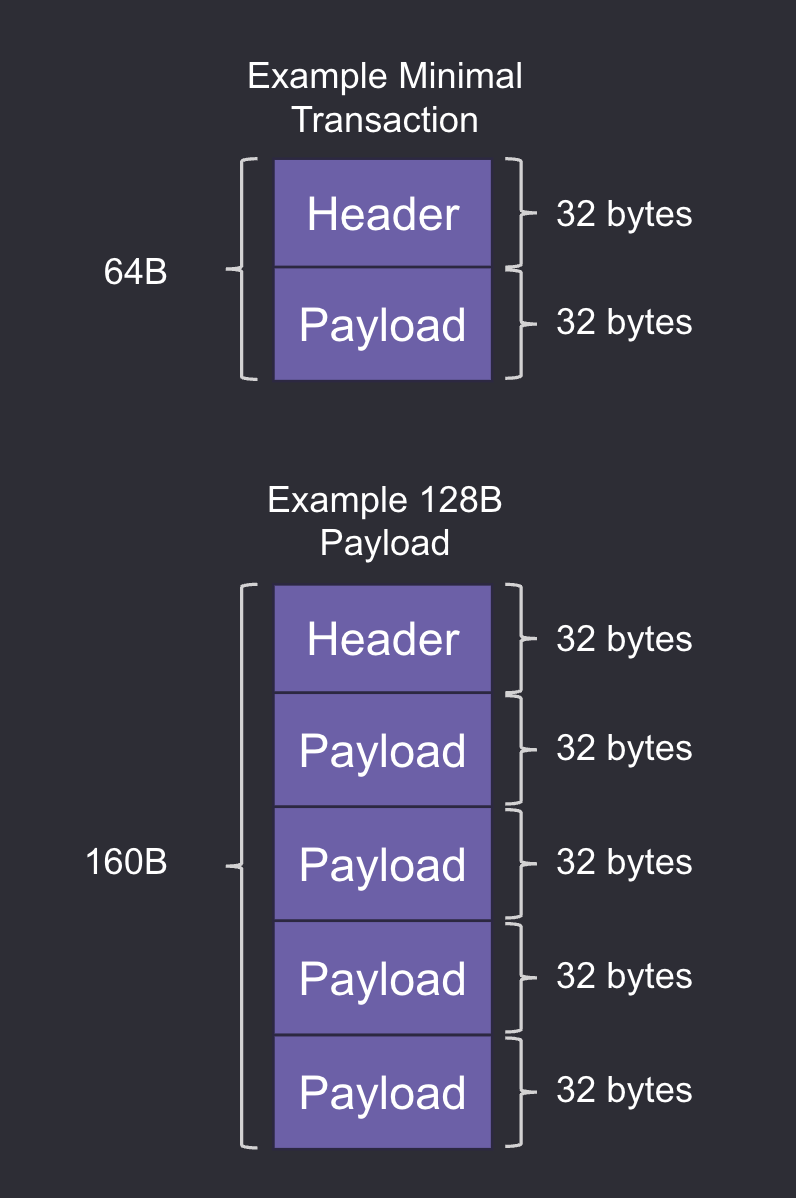 Example Minimal
Transaction
Header
32 bytes
64B
Payload
32 bytes
Example 128B
Payload
Header
32 bytes
Payload
32 bytes
160B
Payload
32 bytes
Payload
32 bytes
Payload
32 bytes